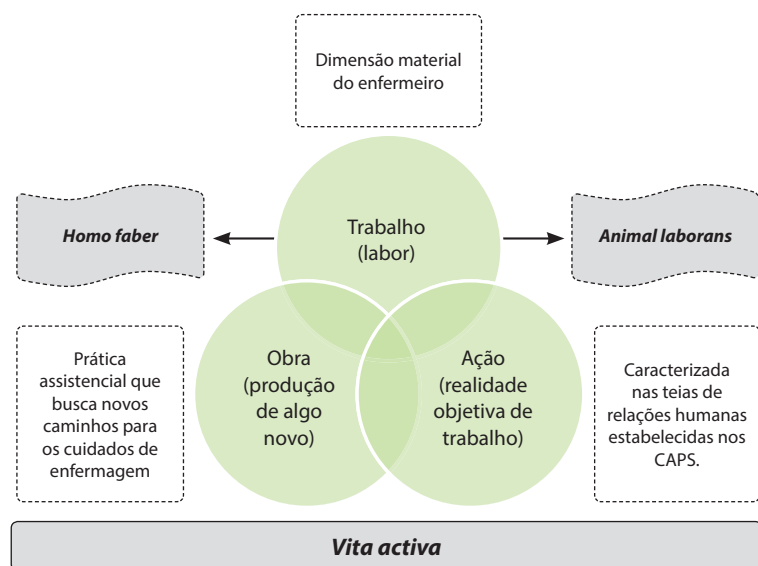 Dimensão material
do enfermeiro
Homo faber
Trabalho
(labor)
Animal laborans
Prática
assistencial que
busca novos
caminhos para
os cuidados de
enfermagem
Obra
(produção
de algo
novo)
Ação
(realidade
objetiva de
trabalho)
Caracterizada
nas teias de
relações humanas
estabelecidas nos
CAPS.
Vita activa